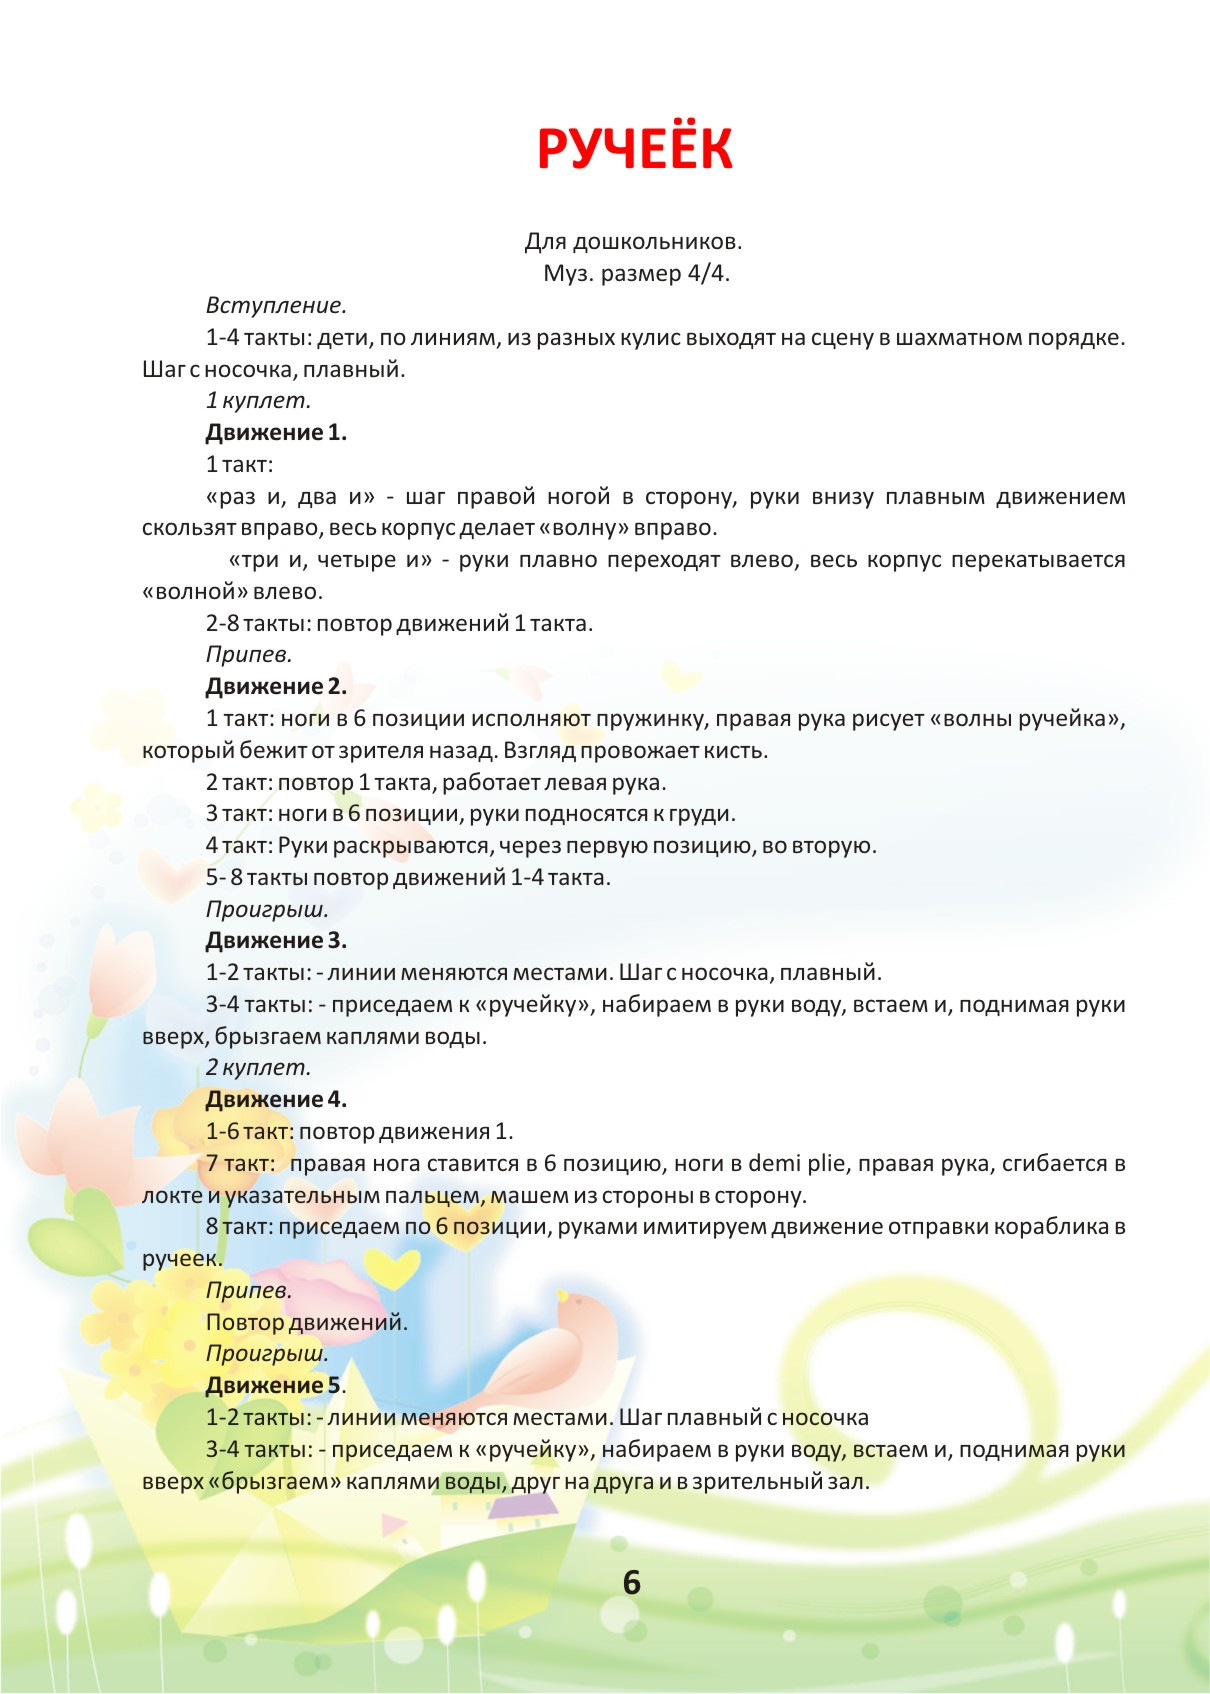 РУЧЕЁК
Для дошкольников.
Муз. размер 4/4.
Вступление.
1-4 такты: дети, по линиям, из разных кулис выходят на сцену в шахматном порядке.
Шаг с носочка, плавный.
1 куплет.
Движение 1.
1 такт:
«раз и, два и» - шаг правой ногой в сторону, руки внизу плавным движением
скользят вправо, весь корпус делает «волну» вправо.
«три и, четыре и» - руки плавно переходят влево, весь корпус перекатывается
«волной» влево.
2-8 такты: повтор движений 1 такта.
Припев.
Движение 2.
1 такт: ноги в 6 позиции исполняют пружинку, правая рука рисует «волны ручейка»,
который бежит от зрителя назад. Взгляд провожает кисть.
2 такт: повтор 1 такта, работает левая рука.
3 такт: ноги в 6 позиции, руки подносятся к груди.
4 такт: Руки раскрываются, через первую позицию, во вторую.
5- 8 такты повтор движений 1-4 такта.
Проигрыш.
Движение 3.
1-2 такты: - линии меняются местами. Шаг с носочка, плавный.
3-4 такты: - приседаем к «ручейку», набираем в руки воду, встаем и, поднимая руки
вверх, брызгаем каплями воды.
2 куплет.
Движение 4.
1-6 такт: повтор движения 1.
7 такт: правая нога ставится в 6 позицию, ноги в demi plie, правая рука, сгибается в
локте и указательным пальцем, машем из стороны в сторону.
8 такт: приседаем по 6 позиции, руками имитируем движение отправки кораблика в
ручеек.
Припев.
Повтор движений.
Проигрыш.
Движение 5.
1-2 такты: - линии меняются местами. Шаг плавный с носочка
3-4 такты: - приседаем к «ручейку», набираем в руки воду, встаем и, поднимая руки
вверх «брызгаем» каплями воды, друг на друга и в зрительный зал.
6